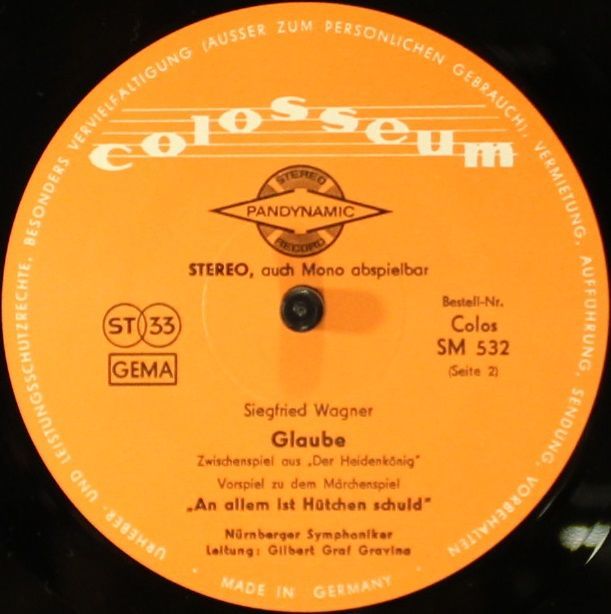 URHEBER- UND LEISTUNGSSCHUTZRECHTE, BESONDERS VERVIELFÄLTIGUNG (AUSSER ZUM PERSÖNLICHEN GEBRAUCH), VERMIETUNG, AUFFÜHRUNG, SENDUNG, VORBEHALTEN
colosseum
STEREO
PANDYNAMIC
RECORD
STEREO, auch Mono abspielbar
ST 33
GEMA
Bestell-Nr.
Colos
SM 532
(Seite 2)
Siegfried Wagner
Glaube
Zwischenspiel aus „Der Heidenkönig"
Vorspiel zu dem Märchenspiel
„An allem ist Hütchen schuld"
Nürnberger Symphoniker
Leitung: Gilbert Graf Gravina
· MADE IN GERMANY ·